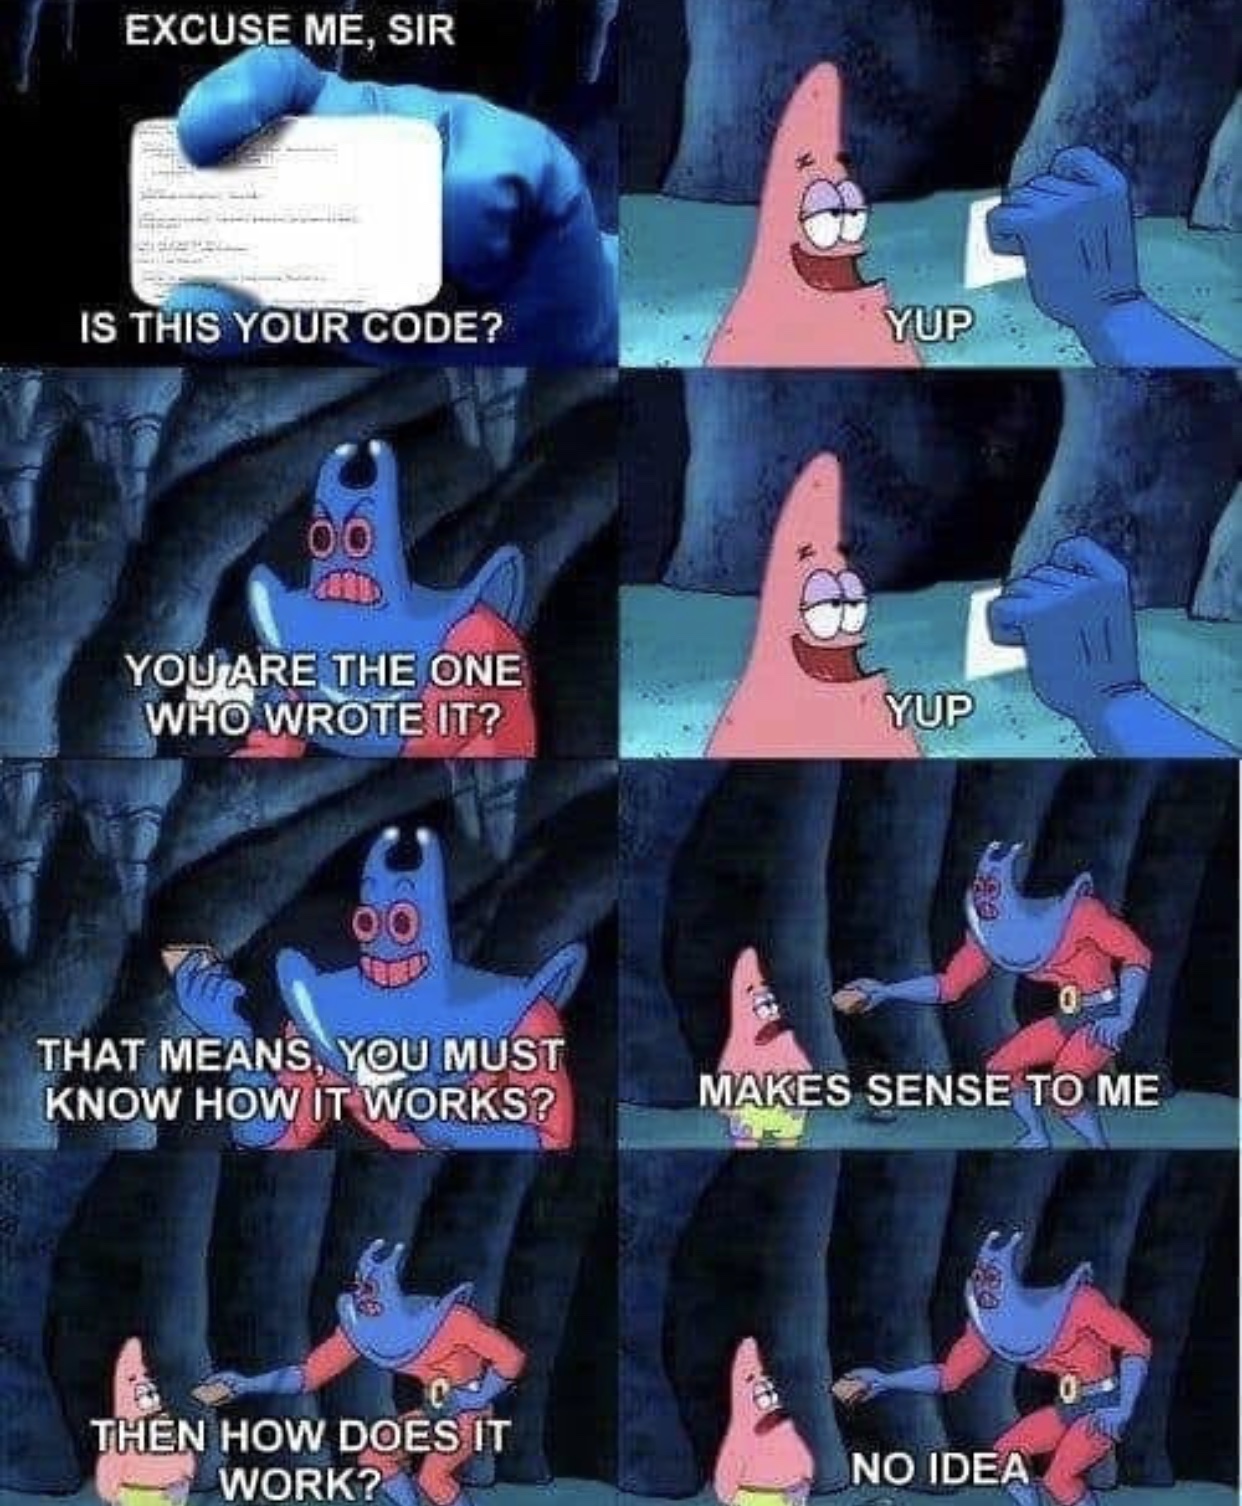 EXCUSE ME, SIR
IS THIS YOUR CODE?
YUP
YOU ARE THE ONE
WHO WROTE IT?
YUP
THAT MEANS, YOU MUST
KNOW HOW IT WORKS?
MAKES SENSE TO ME
THEN HOW DOES IT
WORK?
NO IDEA